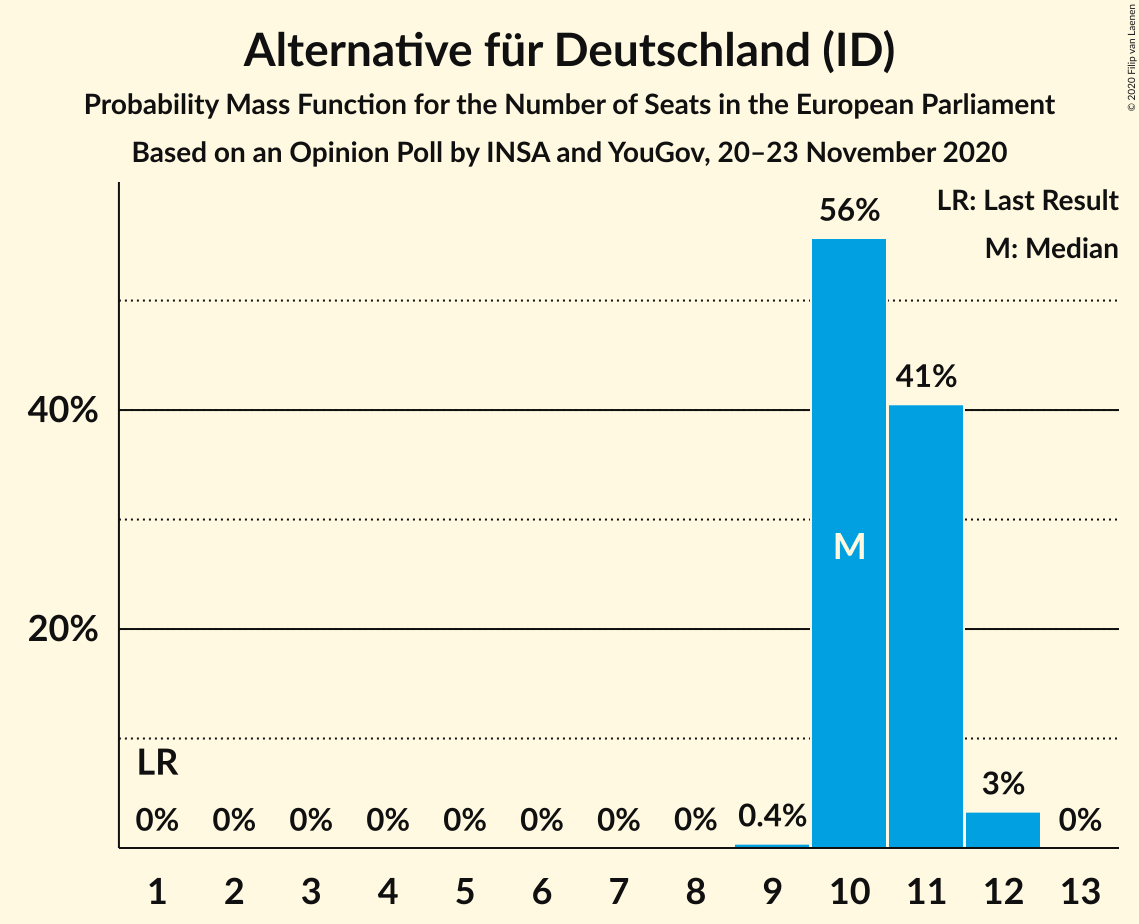 Alternative für Deutschland (ID)
Probability Mass Function for the Number of Seats in the European Parliament
Based on an Opinion Poll by INSA and YouGov, 20–23 November 2020
© 2020 Filip van Laenen
LR: Last Result
M: Median
56%
41%
40%
M
20%
LR
3%
0% 0% 0% 0% 0% 0% 0% 0% 0.4% 0%
1 2 3 4 5 6 7 8 9 10 11 12 13